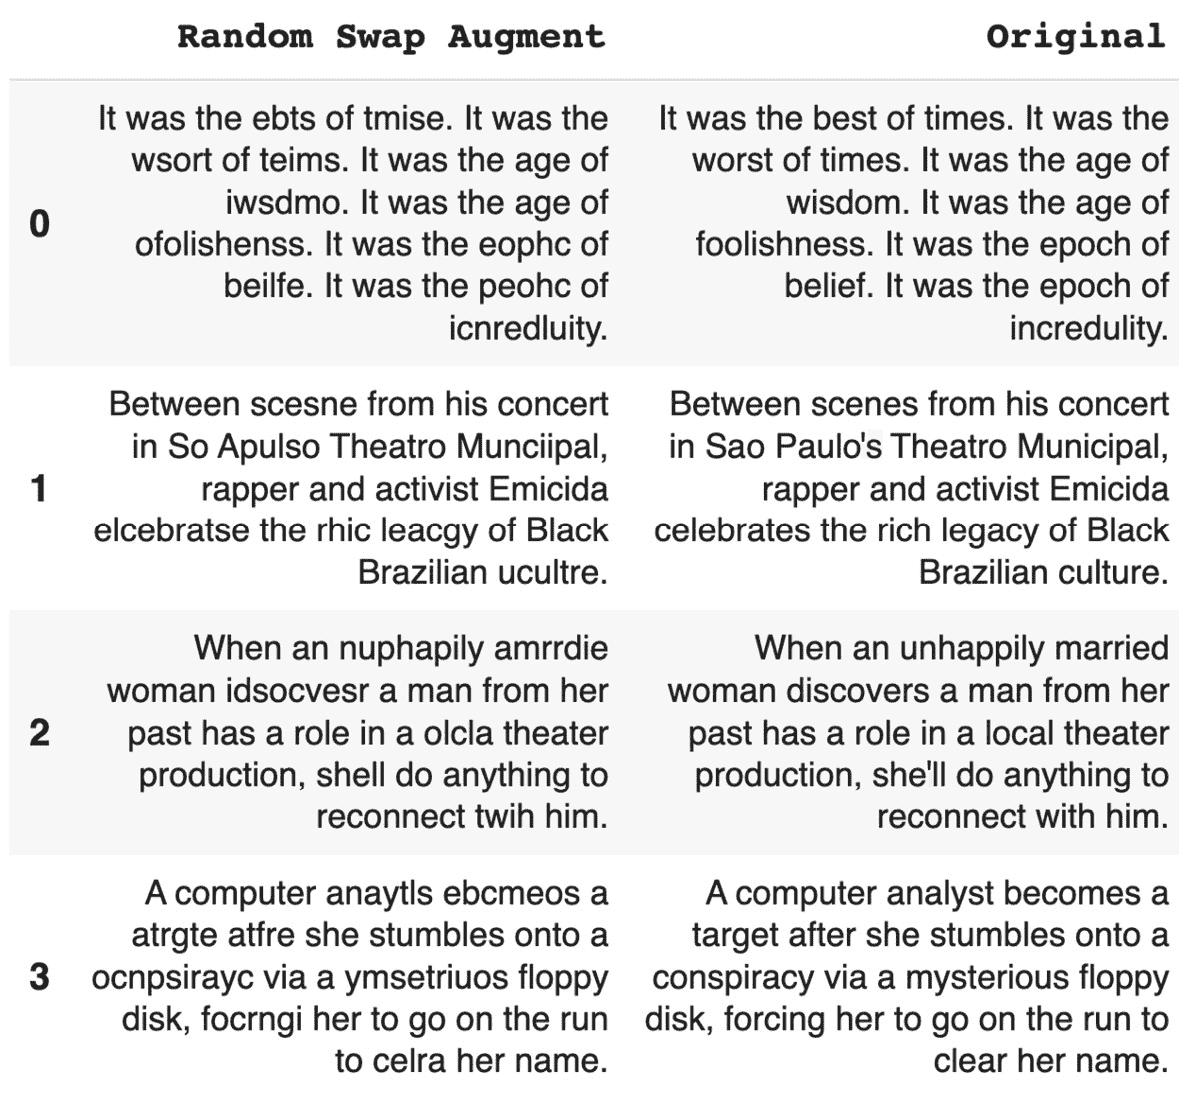 Random Swap Augment Original
0
It was the ebts of tmise. It was the
wsort of teims. It was the age of
iwsdmo. It was the age of
ofolishenss. It was the eophc of
beilfe. It was the peohc of
icnredluity.
It was the best of times. It was the
worst of times. It was the age of
wisdom. It was the age of
foolishness. It was the epoch of
belief. It was the epoch of
incredulity.
1
Between scesne from his concert
in So Apulso Theatro Munciipal,
rapper and activist Emicida
elcebratse the rhic leacgy of Black
Brazilian ucultre.
Between scenes from his concert
in Sao Paulo's Theatro Municipal,
rapper and activist Emicida
celebrates the rich legacy of Black
Brazilian culture.
2
When an nuphapily amrrdie
woman idsocvesr a man from her
past has a role in a olcla theater
production, shell do anything to
reconnect twih him.
When an unhappily married
woman discovers a man from her
past has a role in a local theater
production, she'll do anything to
reconnect with him.
3
A computer anaytls ebcmeos a
atrgte atfre she stumbles onto a
ocnpsirayc via a ymsetriuos floppy
disk, focrngi her to go on the run
to celra her name.
A computer analyst becomes a
target after she stumbles onto a
conspiracy via a mysterious floppy
disk, forcing her to go on the run to
clear her name.